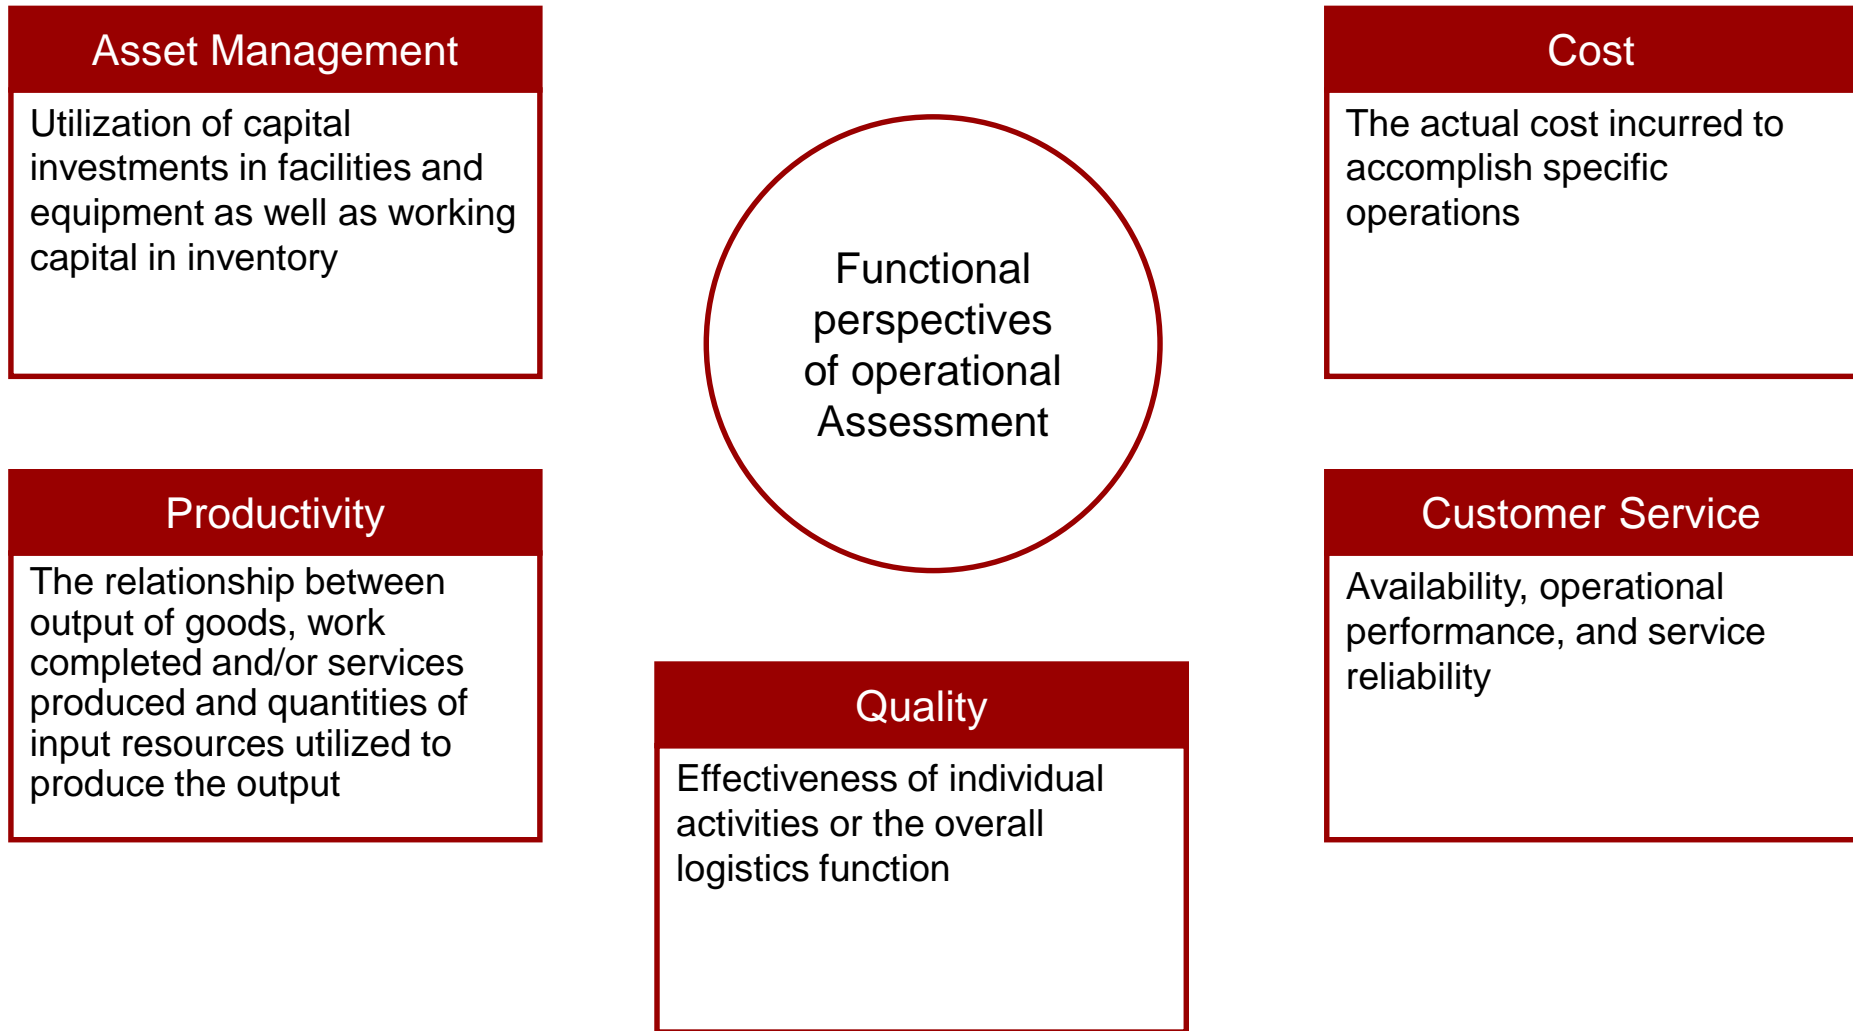 Asset Management
Utilization of capital
investments in facilities and
equipment as well as working
capital in inventory
Cost
The actual cost incurred to
accomplish specific
operations
Functional
perspectives
of operational
Assessment
Productivity
The relationship between
output of goods, work
completed and/or services
produced and quantities of
input resources utilized to
produce the output
Customer Service
Availability, operational
performance, and service
reliability
Quality
Effectiveness of individual
activities or the overall
logistics function